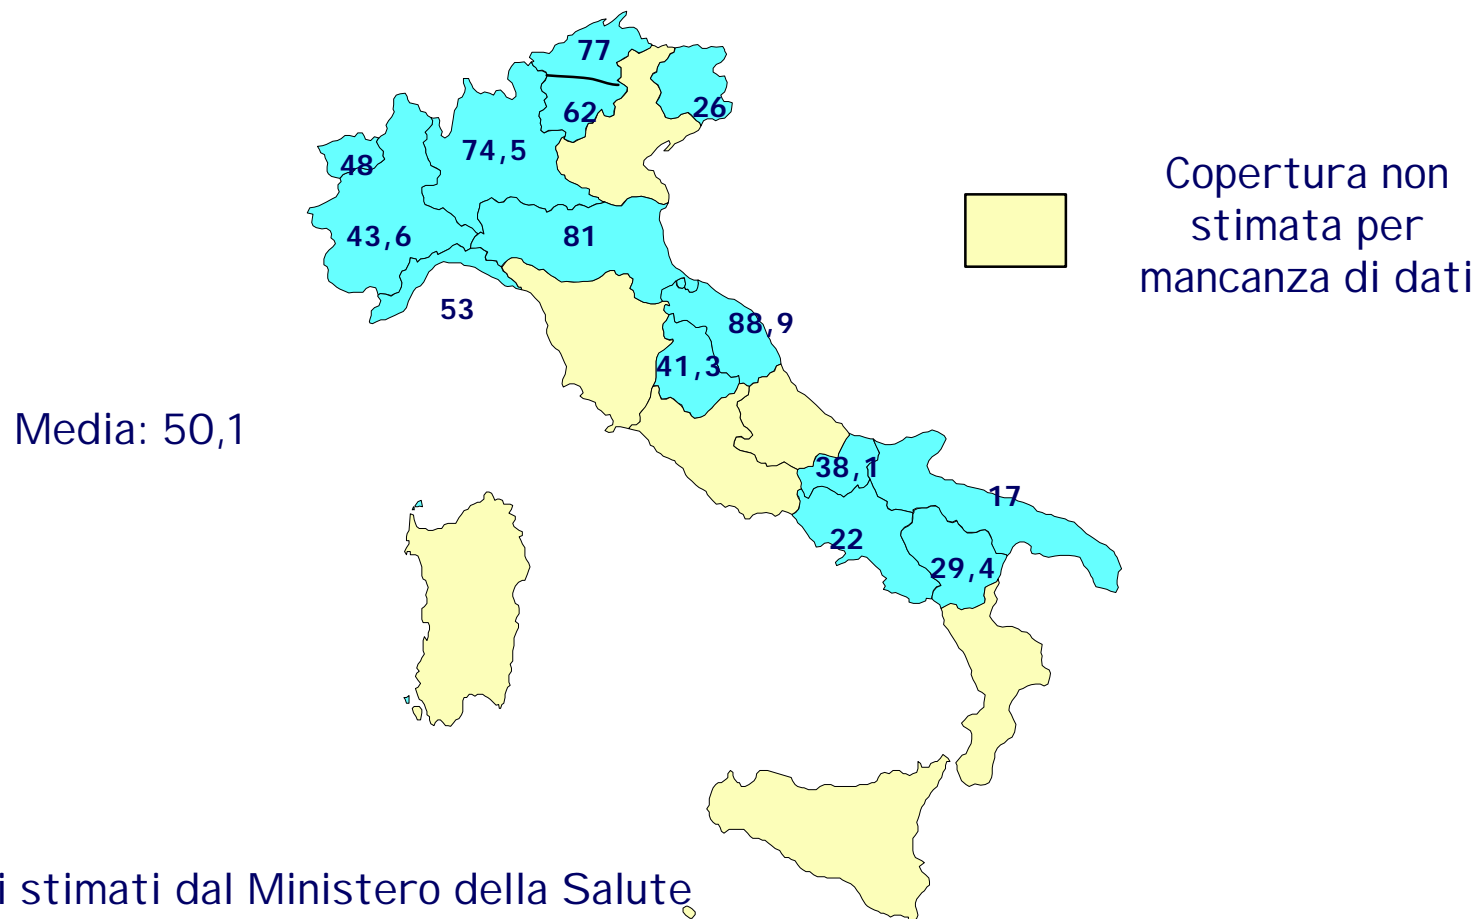 77
62
26
48
74,5
43,6
81
53
88,9
41,3
38,1
17
22
29,4
Copertura non
stimata per
mancanza di dati
Media: 50,1
i stimati dal Ministero della Salute